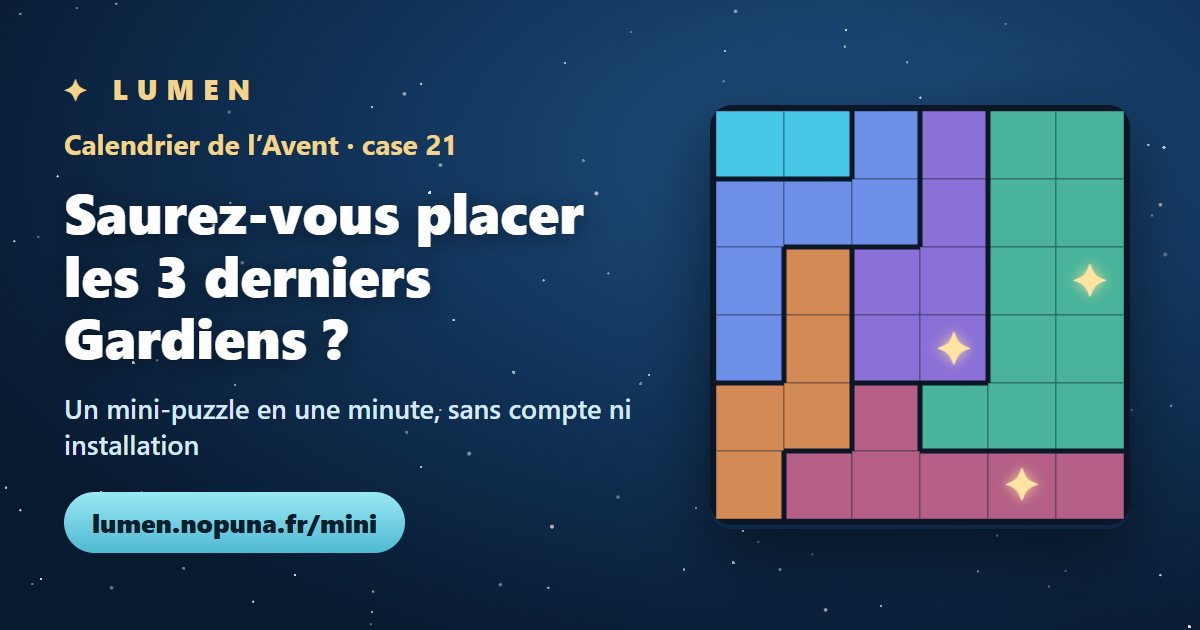 LUMEN
Calendrier de l’Avent · case 21
Saurez-vous placer
les 3 derniers
Gardiens ?
Un mini-puzzle en une minute, sans compte ni
installation
lumen.nopuna.fr/mini